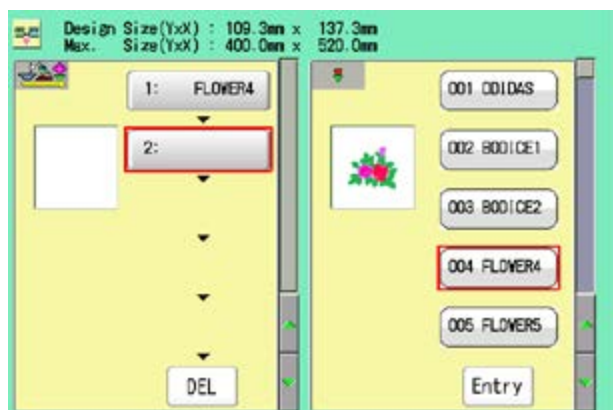 Design Size(YxX) : 109.3mm x 137.3mm
Max. Size(YxX) : 400.0mm x 520.0mm
1: FLOWER4
2:
DEL
001 ODIDAS
002 BODICE1
003 BODICE2
004 FLOWER4
005 FLOWER5
Entry